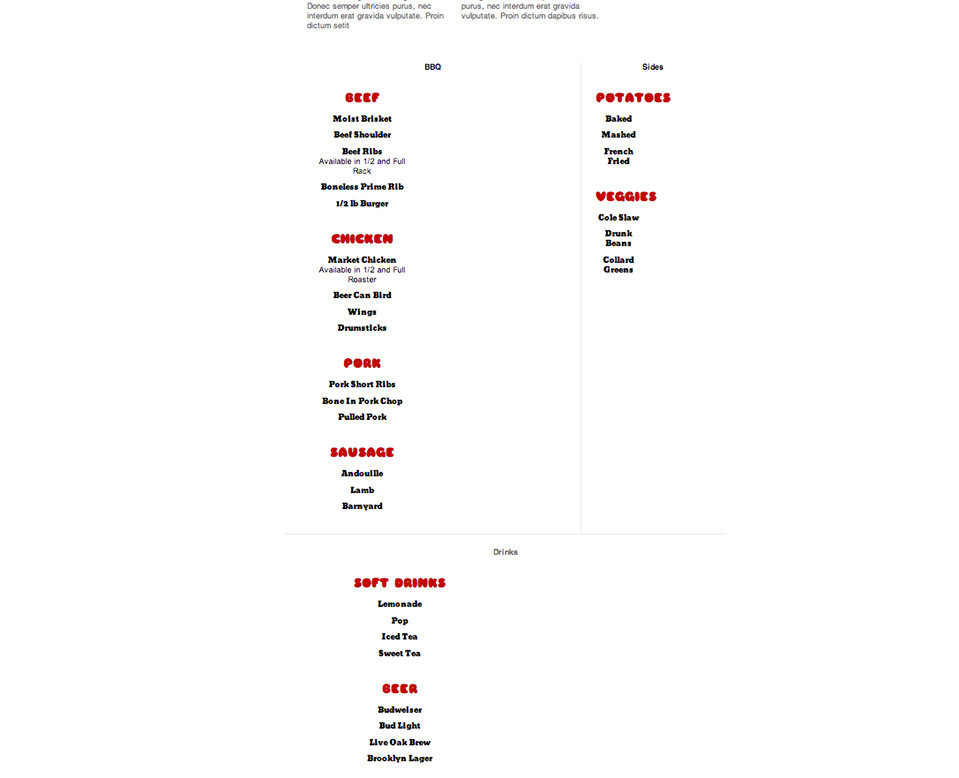 Donec semper ultricies purus, nec
interdum erat gravida vulputate. Proin
dictum setit
purus, nec interdum erat gravida
vulputate. Proin dictum dapibus risus.
BBQ
BEEF
Moist Brisket
Beef Shoulder
Beef Ribs
Available in 1/2 and Full
Rack
Boneless Prime Rib
1/2 lb Burger
CHICKEN
Market Chicken
Available in 1/2 and Full
Roaster
Beer Can Bird
Wings
Drumsticks
PORK
Pork Short Ribs
Bone In Pork Chop
Pulled Pork
SAUSAGE
Andouille
Lamb
Barnyard
Sides
POTATOES
Baked
Mashed
French
Fried
VEGGIES
Cole Slaw
Drunk
Beans
Collard
Greens
Drinks
SOFT DRINKS
Lemonade
Pop
Iced Tea
Sweet Tea
BEER
Budweiser
Bud Light
Live Oak Brew
Brooklyn Lager